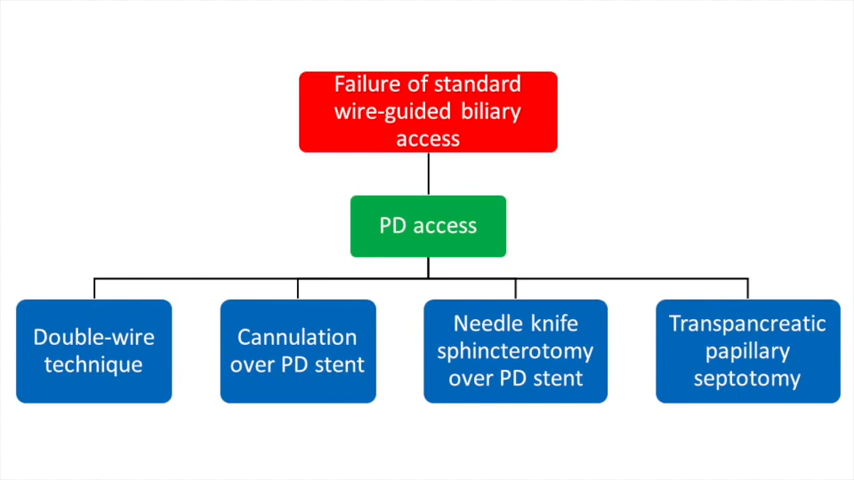 Failure of standard
wire-guided biliary
access
PD access
Double-wire
technique
Cannulation
over PD stent
Needle knife
sphincterotomy
over PD stent
Transpancreatic
papillary
septotomy